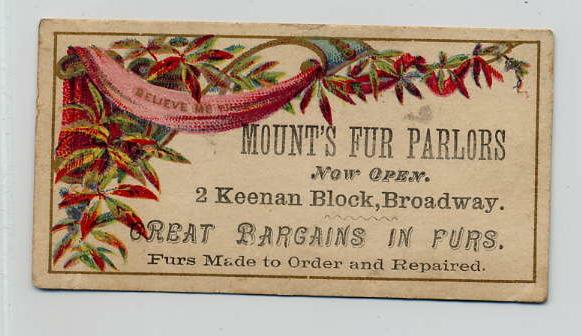 BELIEVE ME
MOUNT'S FUR PARLORS
NOW OPEN.
2 Keenan Block, Broadway.
GREAT BARGAINS IN FURS.
Furs Made to Order and Repaired.